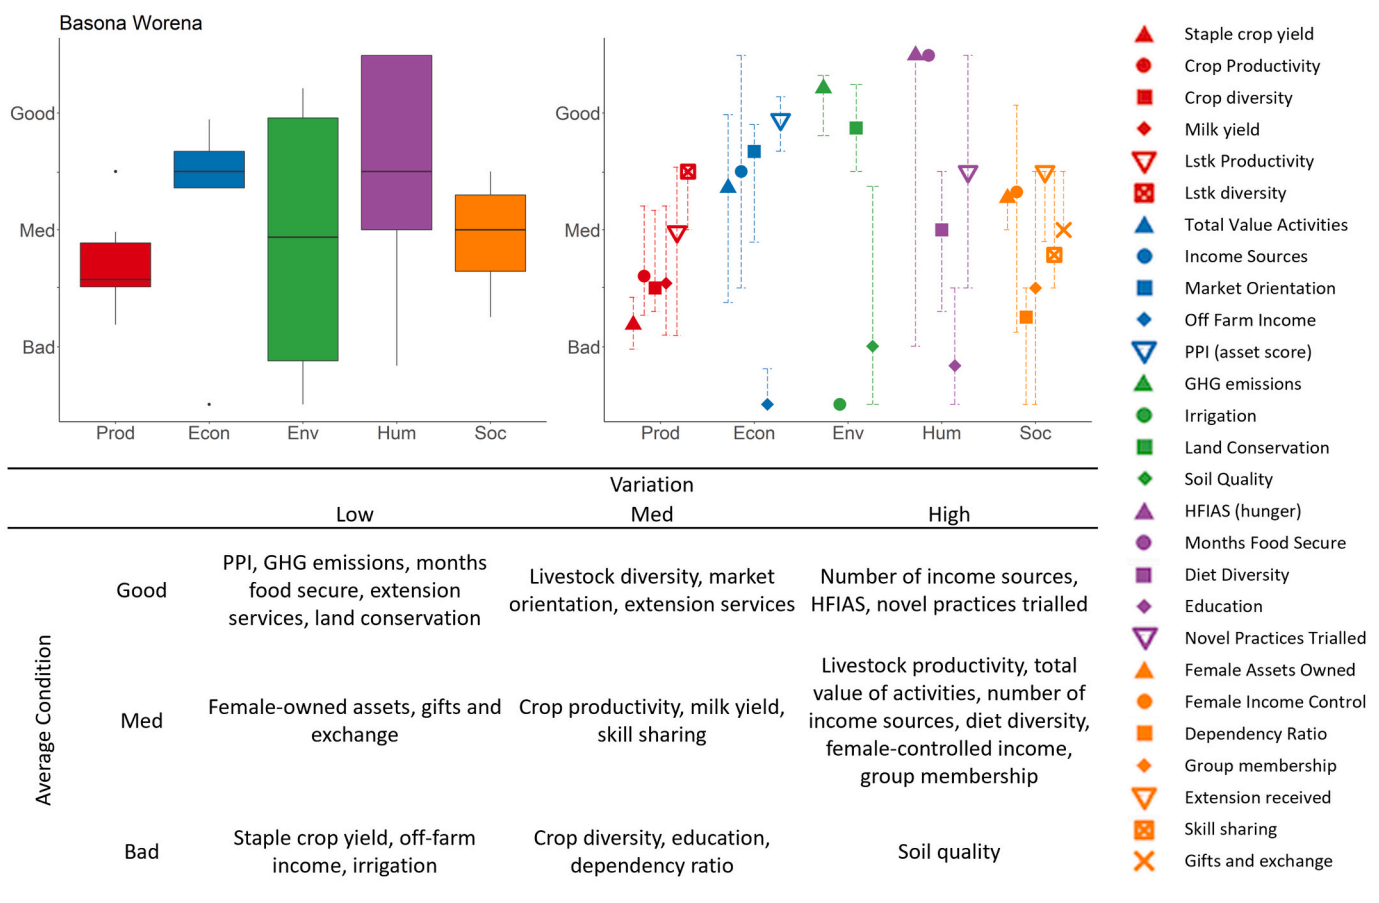 Basona Worena
Good
Med
Bad
Prod
Econ
Env
Hum
Soc
Good
Med
Bad
Prod
Econ
Env
Hum
Soc
Staple crop yield
Crop Productivity
Crop diversity
Milk yield
Lstk Productivity
Lstk diversity
Total Value Activities
Income Sources
Market Orientation
Off Farm Income
PPI (asset score)
GHG emissions
Irrigation
Land Conservation
Soil Quality
HFIAS (hunger)
Months Food Secure
Diet Diversity
Education
Novel Practices Trialled
Female Assets Owned
Female Income Control
Dependency Ratio
Group membership
Extension received
Skill sharing
Gifts and exchange
Variation
Low
Med
High
Average Condition
Good
PPI, GHG emissions, months
food secure, extension
services, land conservation
Livestock diversity, market
orientation, extension services
Number of income sources,
HFIAS, novel practices trialled
Med
Female-owned assets, gifts and
exchange
Crop productivity, milk yield,
skill sharing
Livestock productivity, total
value of activities, number of
income sources, diet diversity,
female-controlled income,
group membership
Bad
Staple crop yield, off-farm
income, irrigation
Crop diversity, education,
dependency ratio
Soil quality